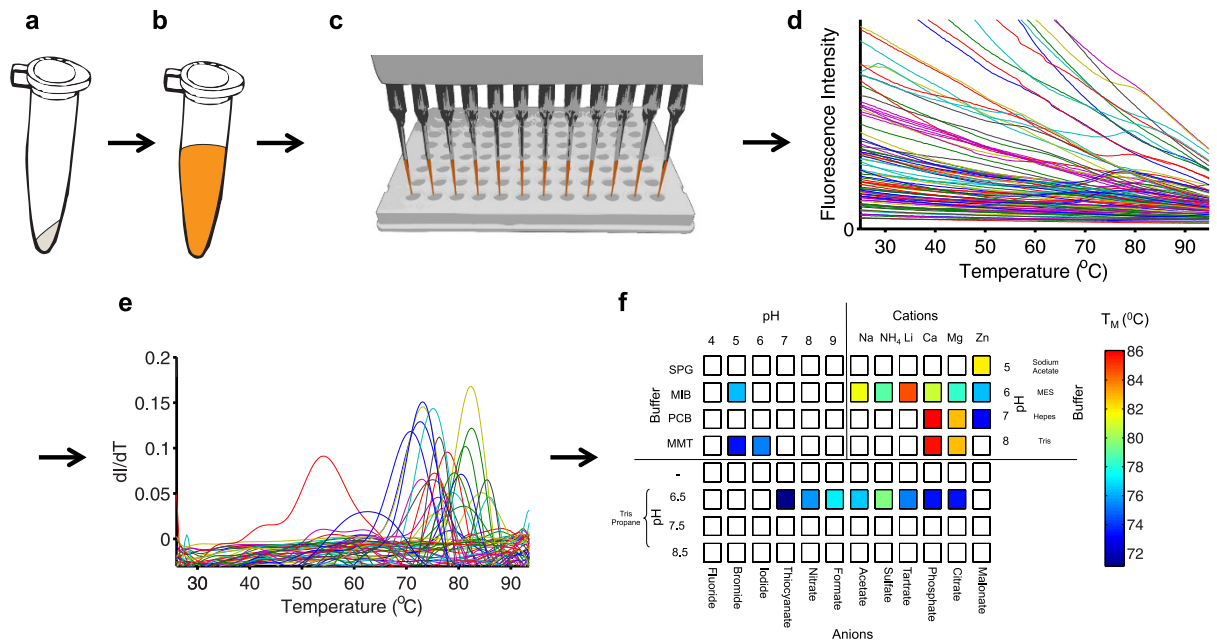 a
b
c
d
Fluorescence Intensity
0
30 40 50 60 70 80 90
Temperature (°C)
e
dI/dT
0.2
0.15
0.1
0.05
0
30 40 50 60 70 80 90
Temperature (°C)
f
pH
Cations
4 5 6 7 8 9
Na NH4 Li Ca Mg Zn
Buffer
SPG
MIB
PCB
MMT
-
Tris Propane
pH
6,5
7,5
8,5
5 Sodium Acetate
6 MES
7 Hepes
8 Tris
pH
Buffer
Fluoride
Bromide
Iodide
Thiocyanate
Nitrate
Formate
Acetate
Sulfate
Tartrate
Phosphate
Citrate
Malonate
Anions
TM (°C)
86
84
82
80
78
76
74
72